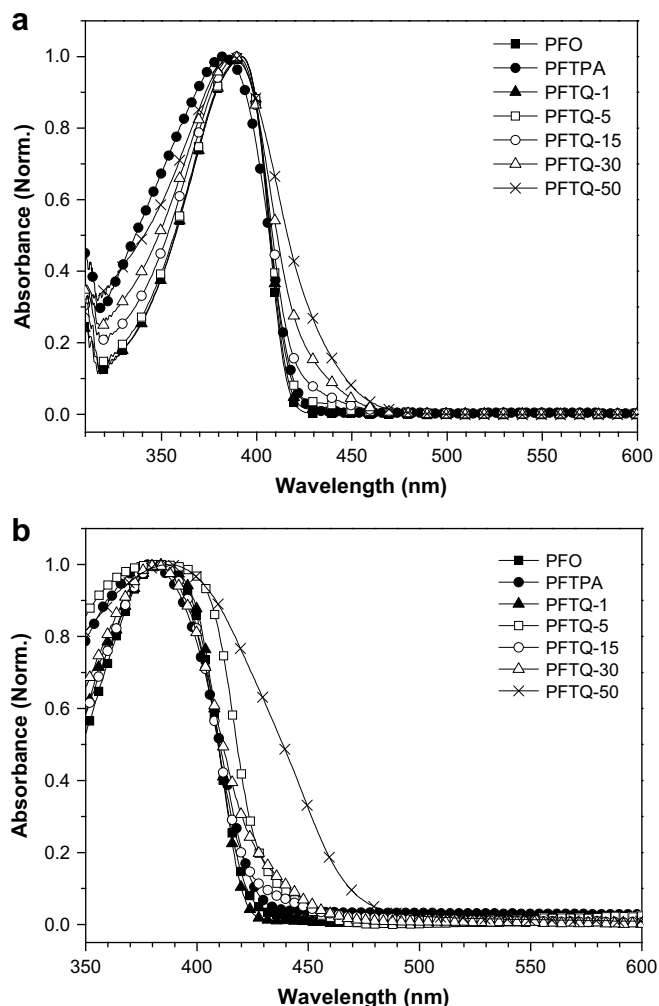 a
1.0
0.8
0.6
0.4
0.2
0.0
Absorbance (Norm.)
PFO
PFTPA
PFTQ-1
PFTQ-5
PFTQ-15
PFTQ-30
PFTQ-50
350 400 450 500 550 600
Wavelength (nm)
b
1.0
0.8
0.6
0.4
0.2
0.0
Absorbance (Norm.)
PFO
PFTPA
PFTQ-1
PFTQ-5
PFTQ-15
PFTQ-30
PFTQ-50
350 400 450 500 550 600
Wavelength (nm)